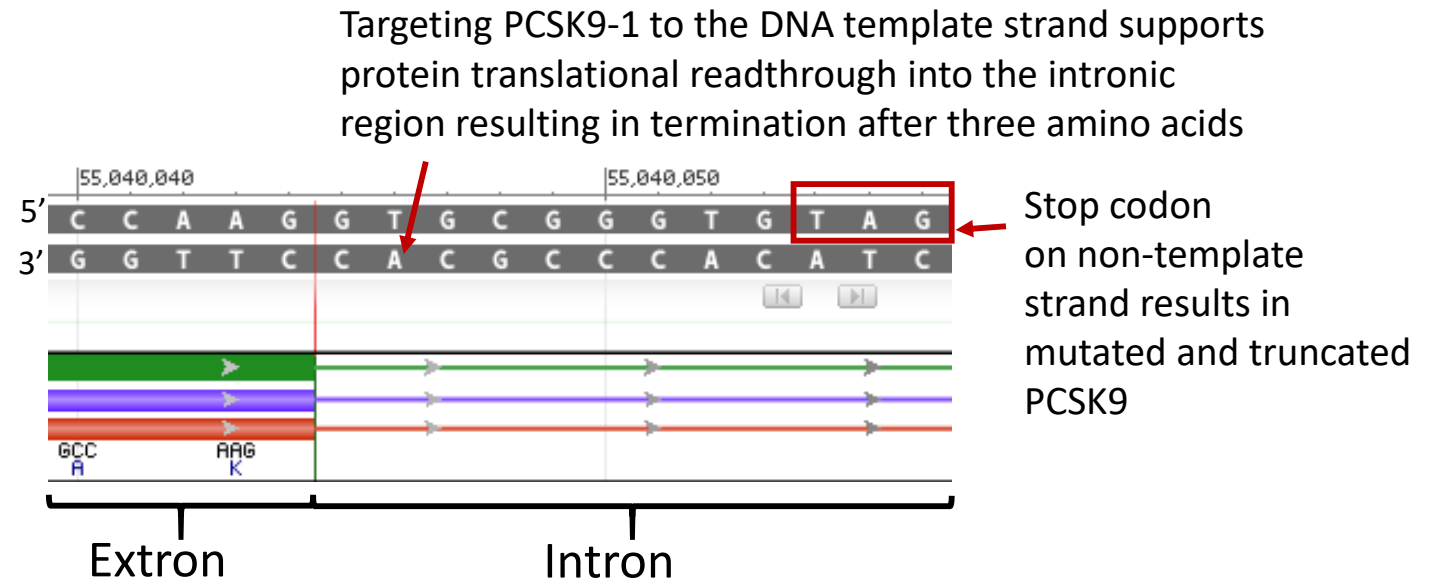 Targeting PCSK9-1 to the DNA template strand supports
protein translational readthrough into the intronic
region resulting in termination after three amino acids
55,040,040
55,040,050
5' C C A A G G T G C G G G T G T A G
3' G G T T C C A C G C C C A C A T C
Stop codon
on non-template
strand results in
mutated and truncated
PCSK9
GCC AAG
A K
Extron
Intron